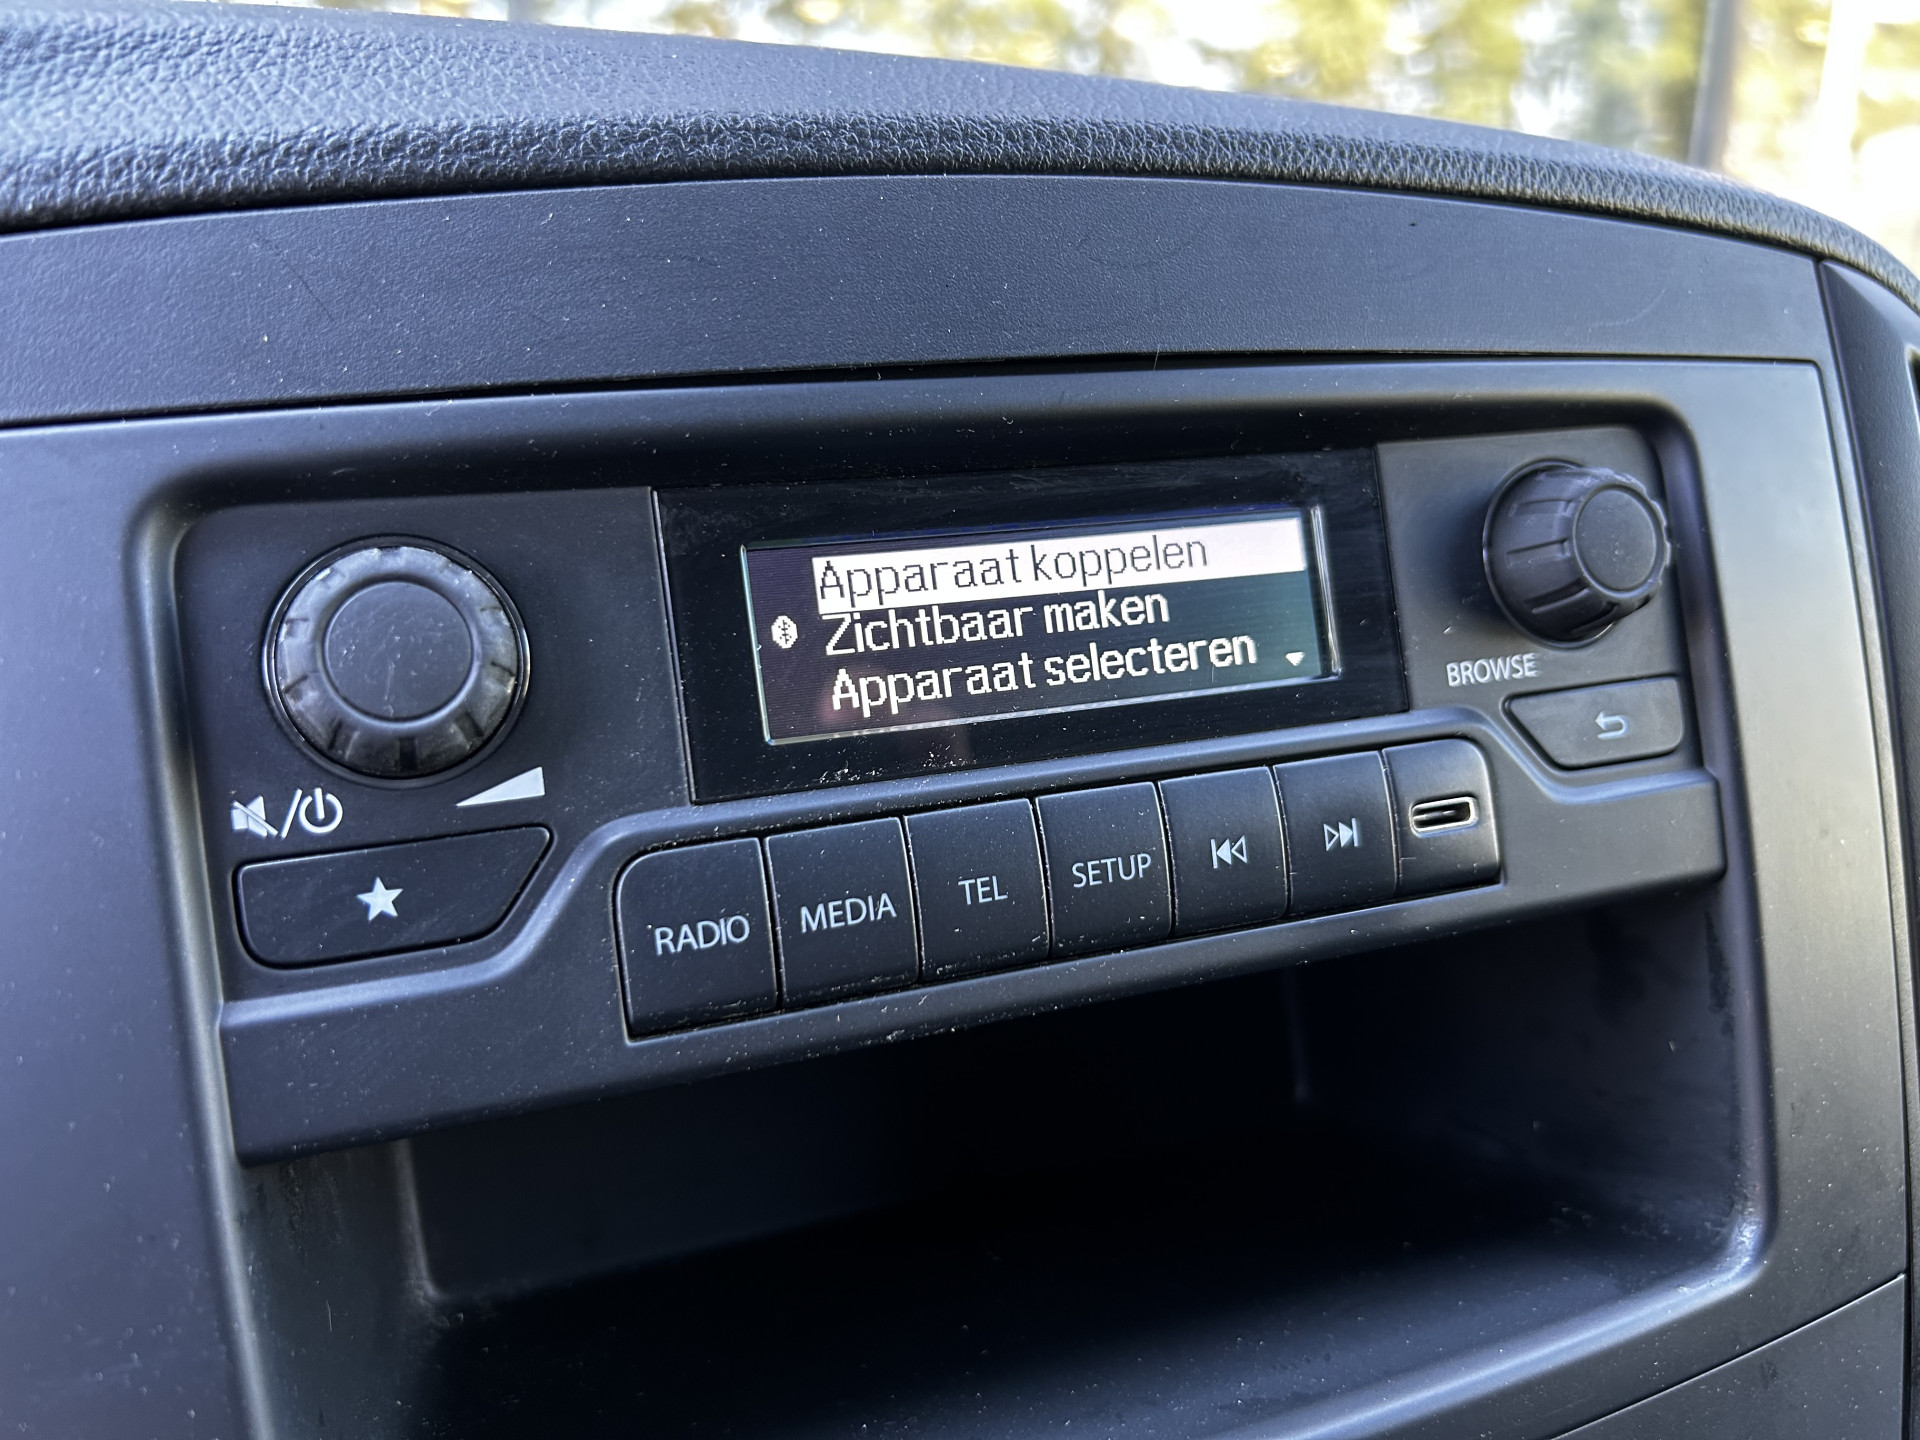 Apparaat koppelen
Zichtbaar maken
Apparaat selecteren
BROWSE
RADIO
MEDIA
TEL
SETUP